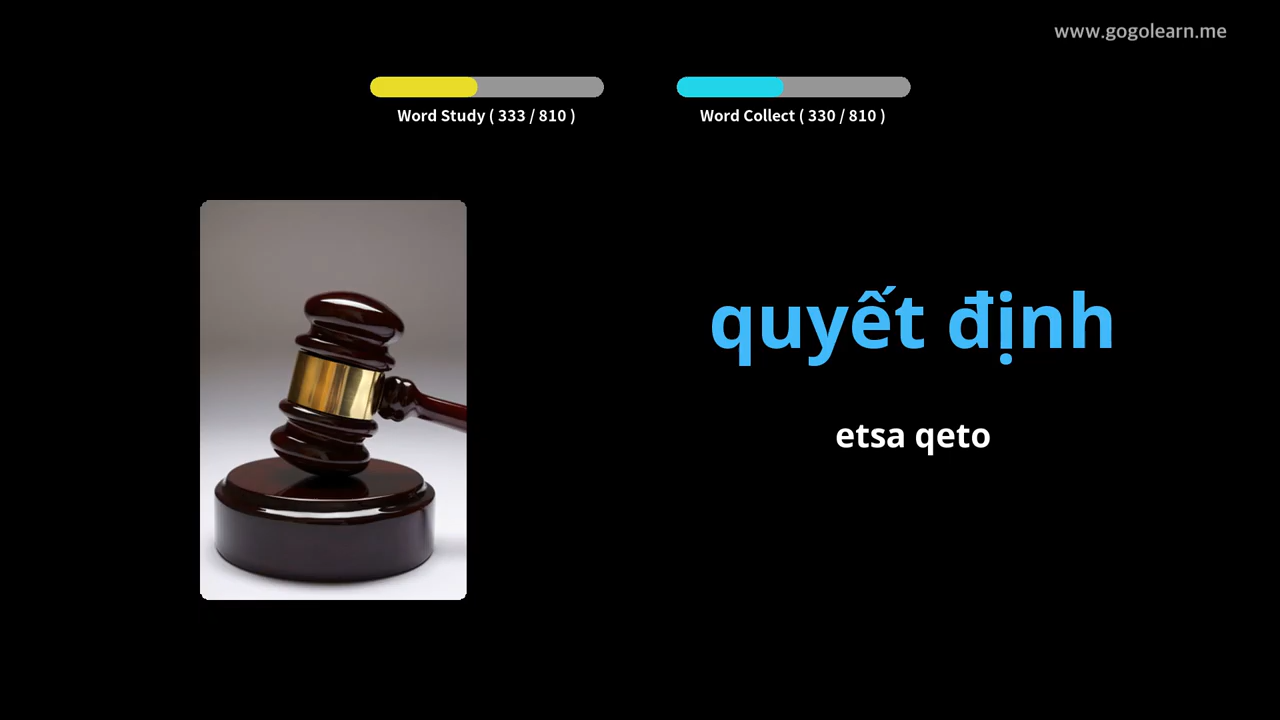 www.gogolearn.me
Word Study ( 333 / 810 )
Word Collect ( 330 / 810 )
quyết định
etsa qeto